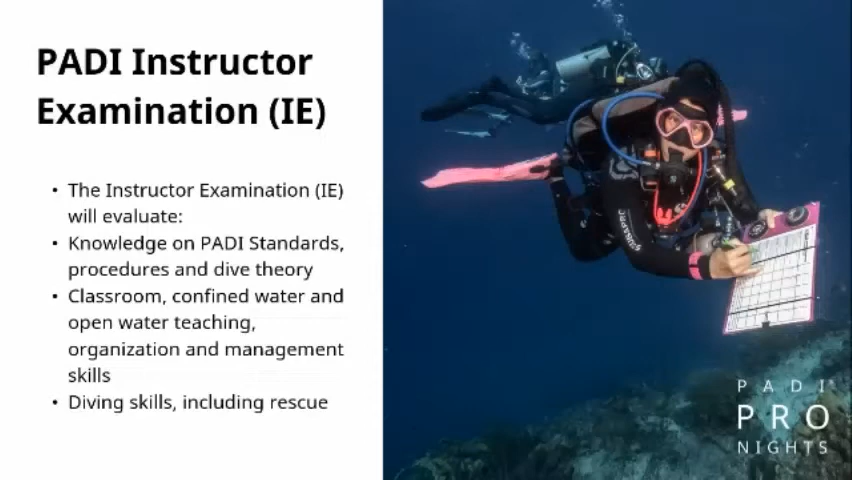 PADI Instructor
Examination (IE)
• The Instructor Examination (IE)
will evaluate:
• Knowledge on PADI Standards,
procedures and dive theory
• Classroom, confined water and
open water teaching,
organization and management
skills
• Diving skills, including rescue
PADI®
PRO
NIGHTS